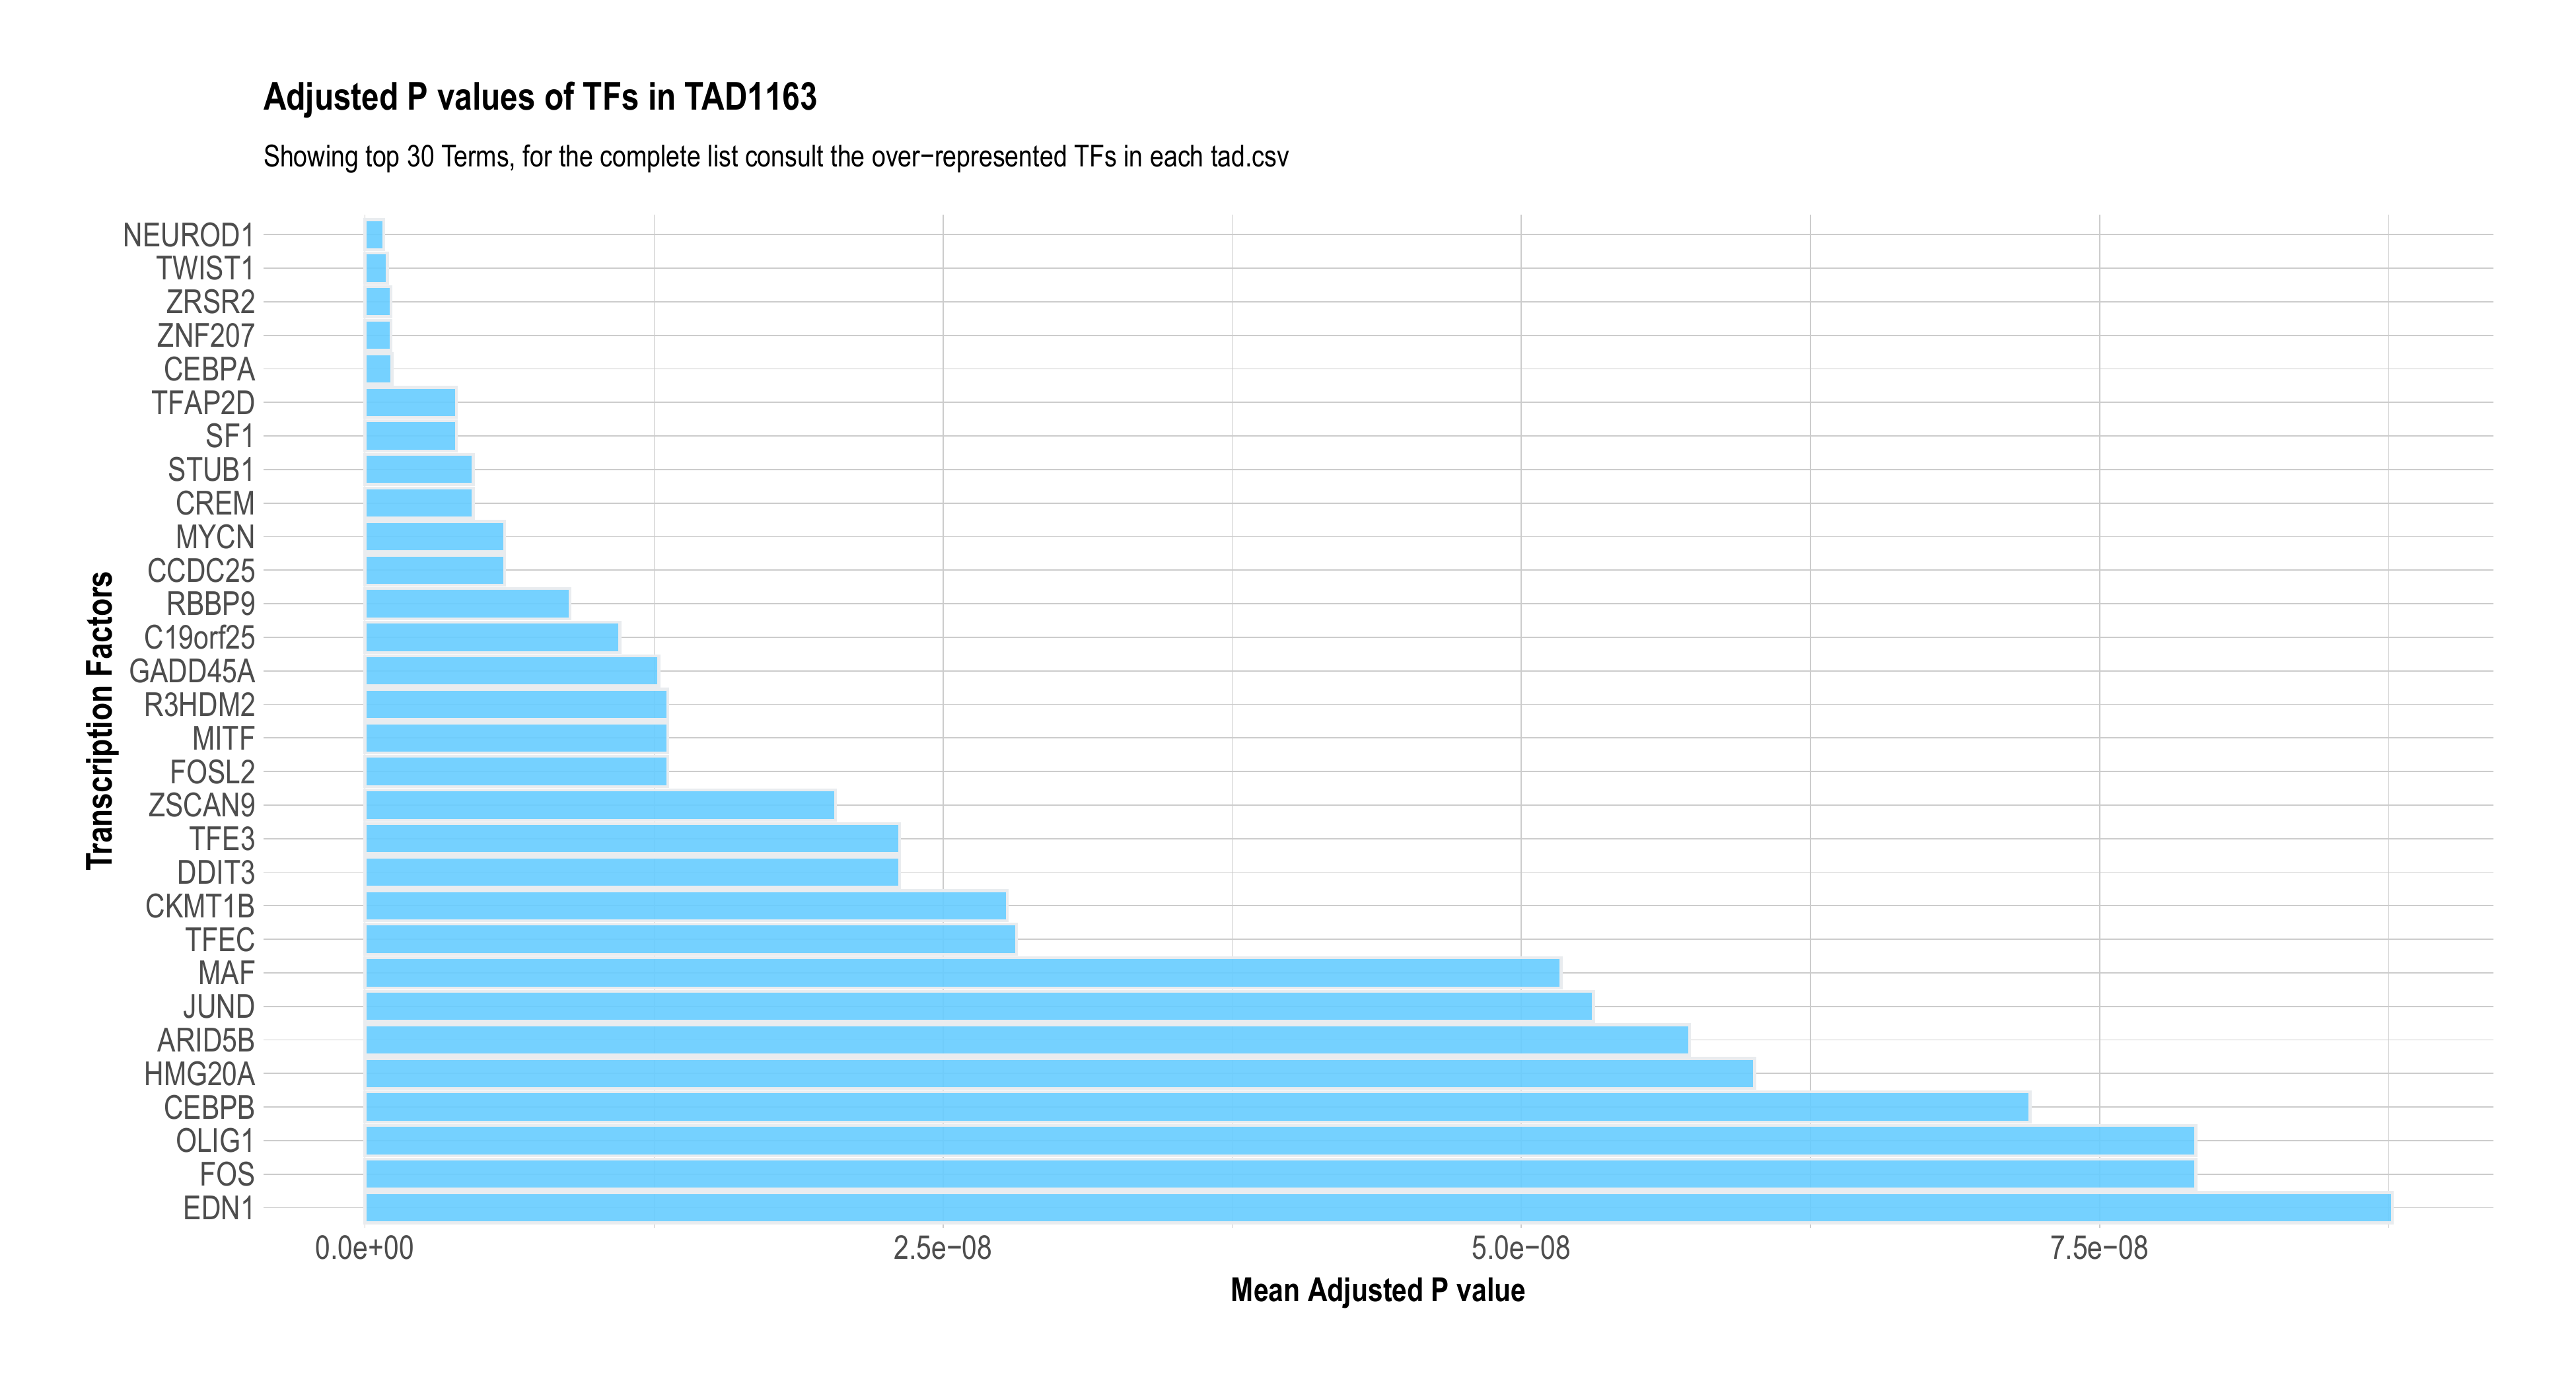 Adjusted P values of TFs in TAD1163
Showing top 30 Terms, for the complete list consult the over−represented TFs in each tad.csv
Transcription Factors
NEUROD1
TWIST1
ZRSR2
ZNF207
CEBPA
TFAP2D
SF1
STUB1
CREM
MYCN
CCDC25
RBBP9
C19orf25
GADD45A
R3HDM2
MITF
FOSL2
ZSCAN9
TFE3
DDIT3
CKMT1B
TFEC
MAF
JUND
ARID5B
HMG20A
CEBPB
OLIG1
FOS
EDN1
0.0e+00 2.5e−08 5.0e−08 7.5e−08
Mean Adjusted P value